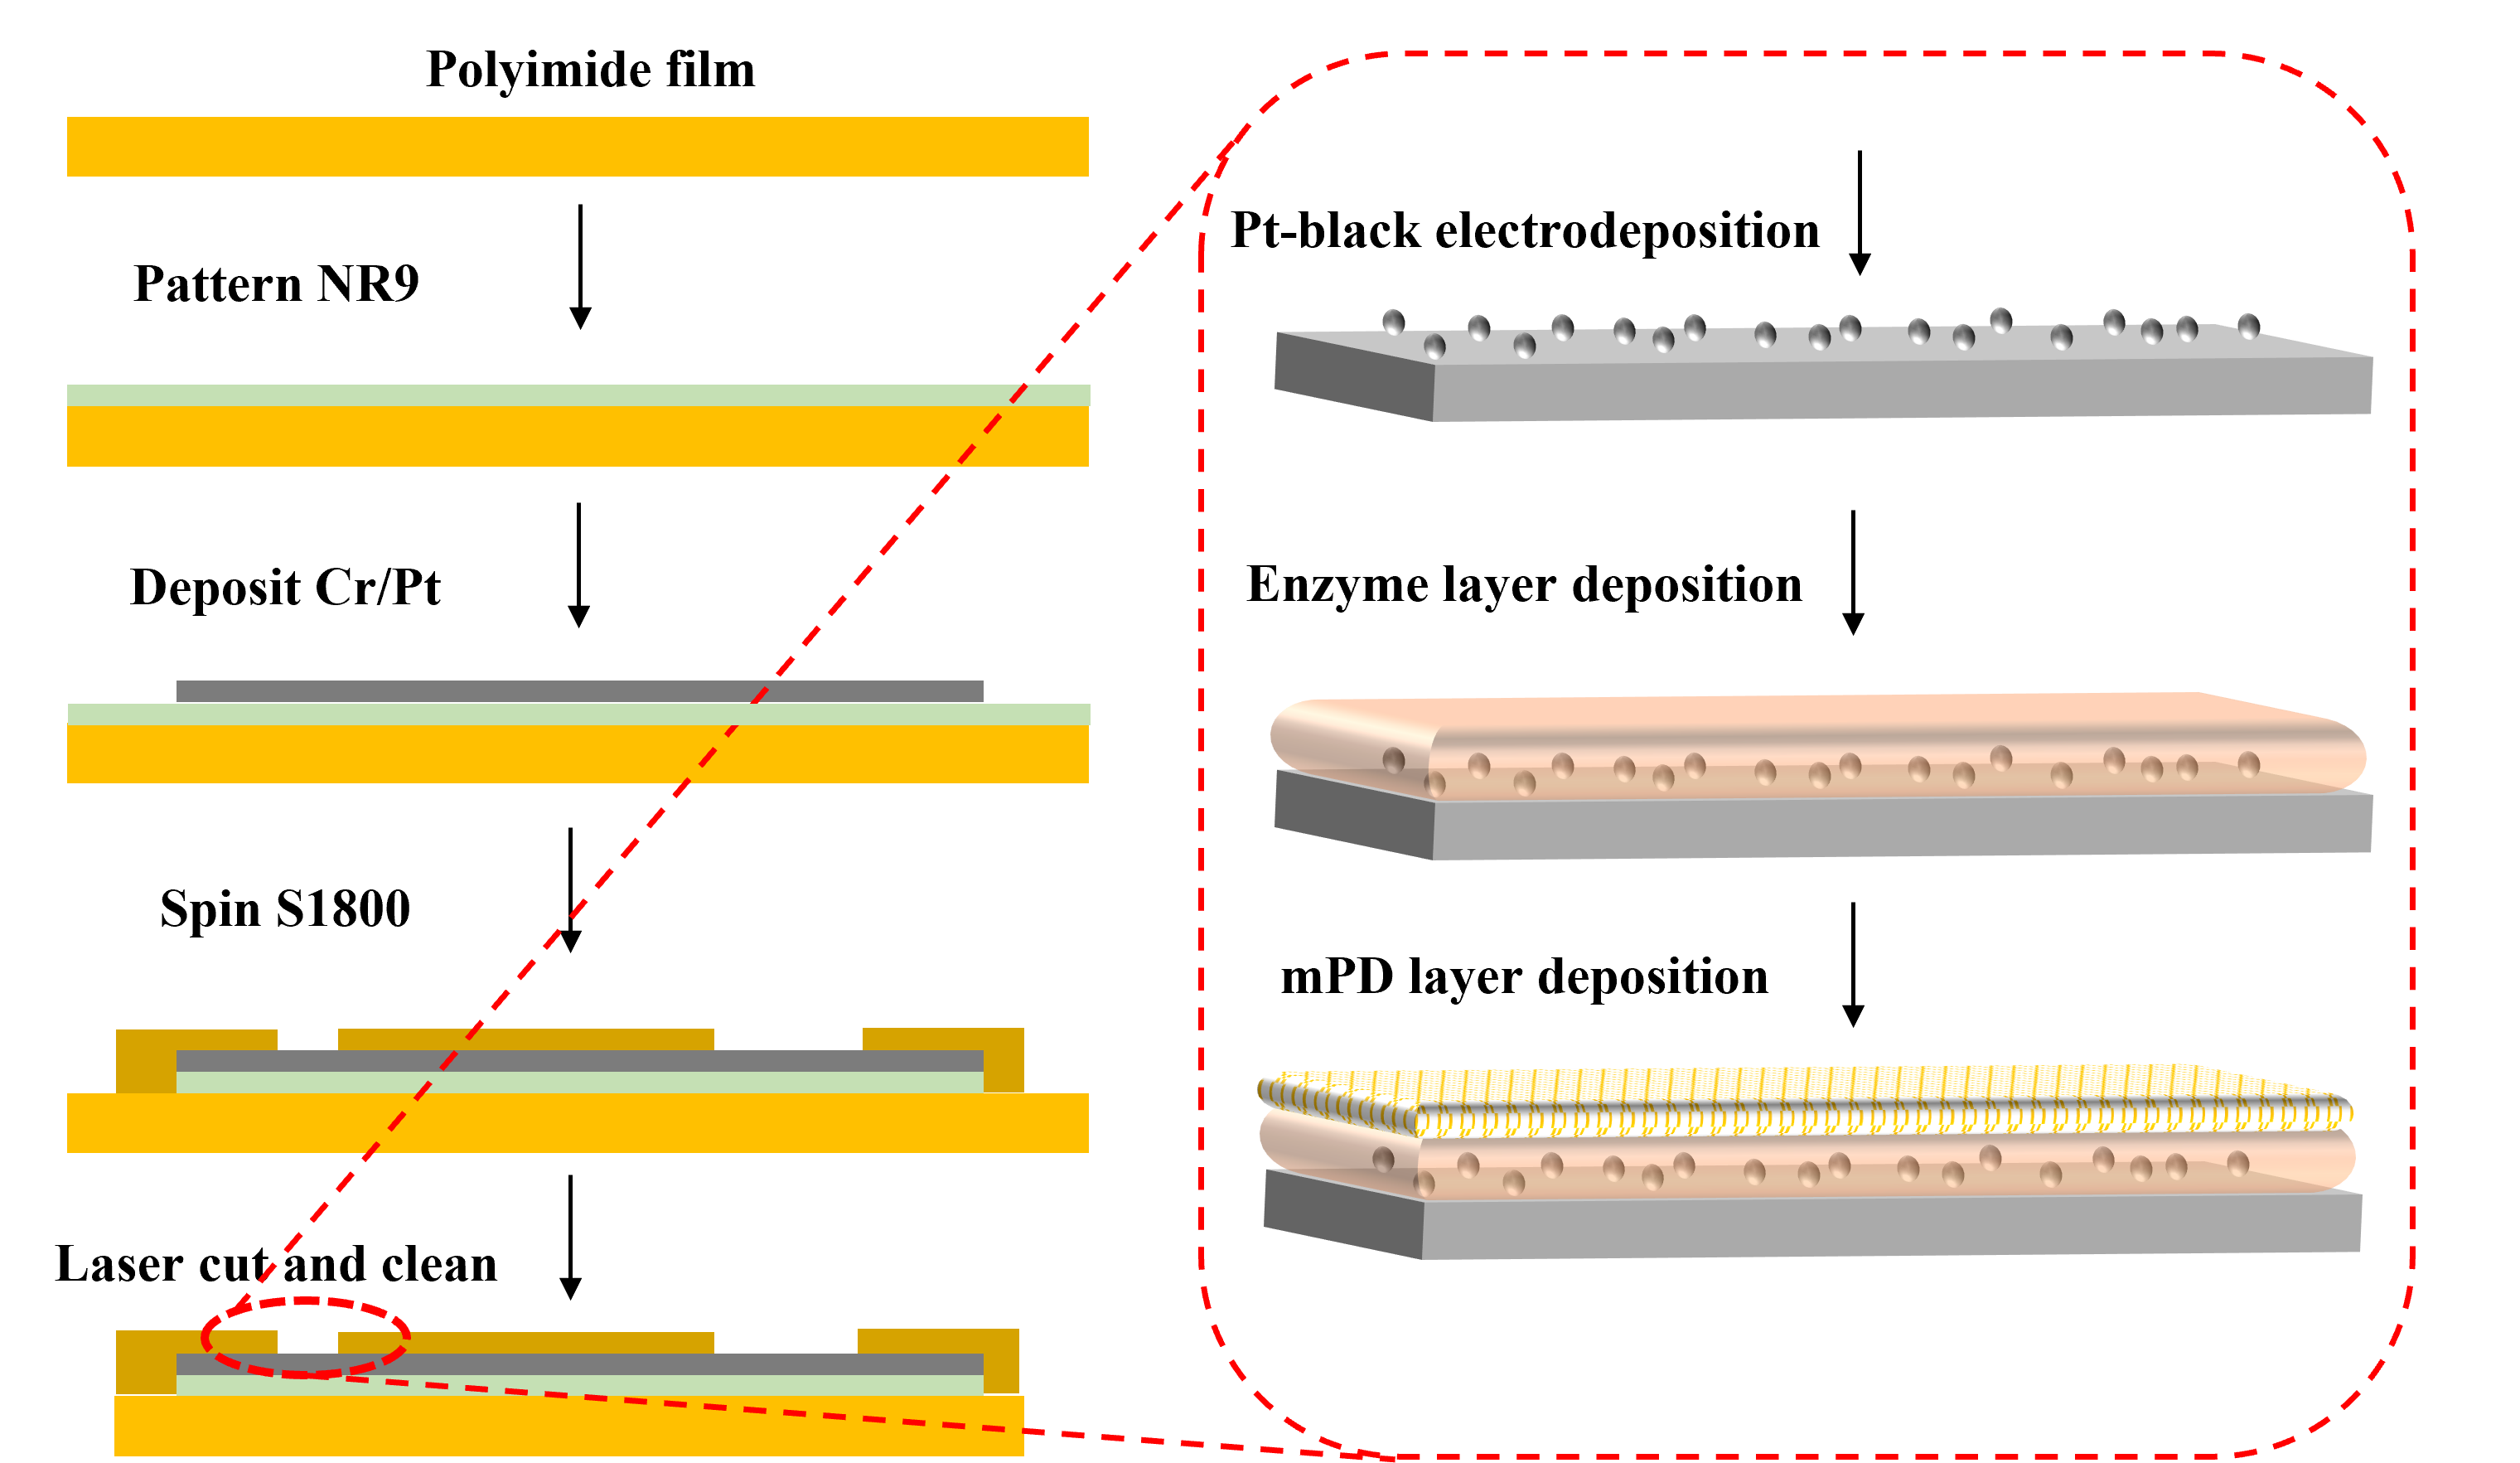 Polyimide film
Pattern NR9
Deposit Cr/Pt
Spin S1800
Laser cut and clean
Pt-black electrodeposition
Enzyme layer deposition
mPD layer deposition